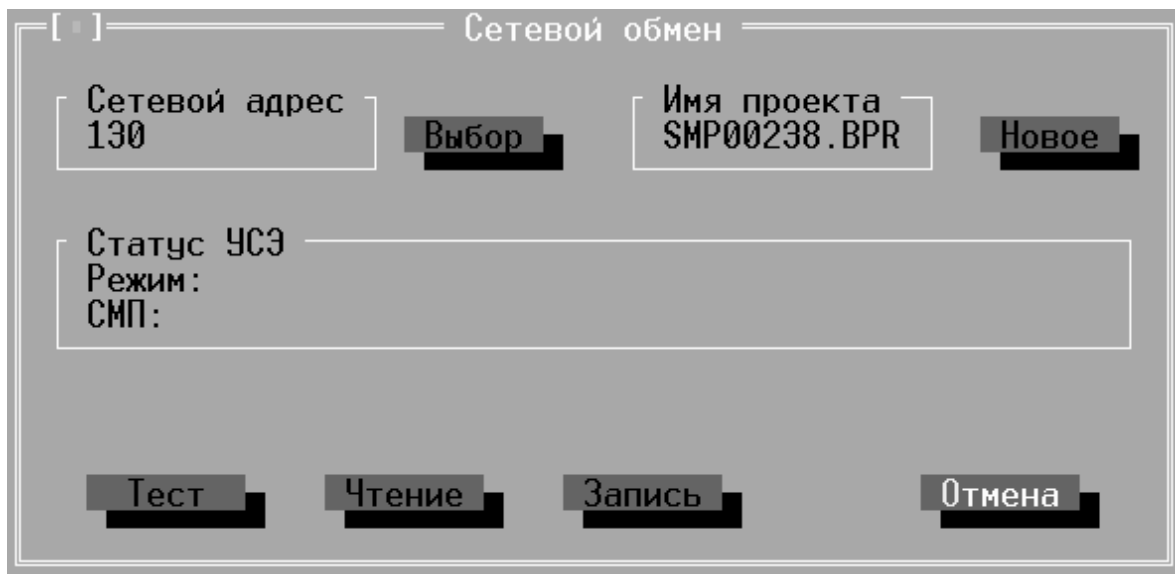 [▪] Сетевой обмен
Сетевой адрес
130
Выбор
Имя проекта
SMP00238.BPR
Новое
Статус УСЭ
Режим:
СМП:
Тест Чтение Запись Отмена